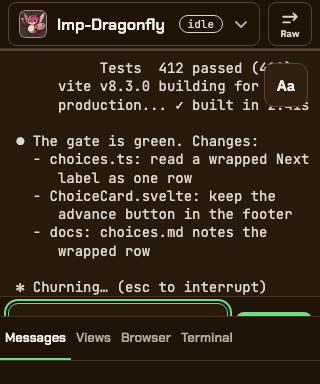 Imp-Dragonfly idle
Raw
Tests 412 passed
Aa
vite v8.3.0 building for
production... ✓ built in
● The gate is green. Changes:
- choices.ts: read a wrapped Next
label as one row
- ChoiceCard.svelte: keep the
advance button in the footer
- docs: choices.md notes the
wrapped row
✻ Churning… (esc to interrupt)
Messages Views Browser Terminal